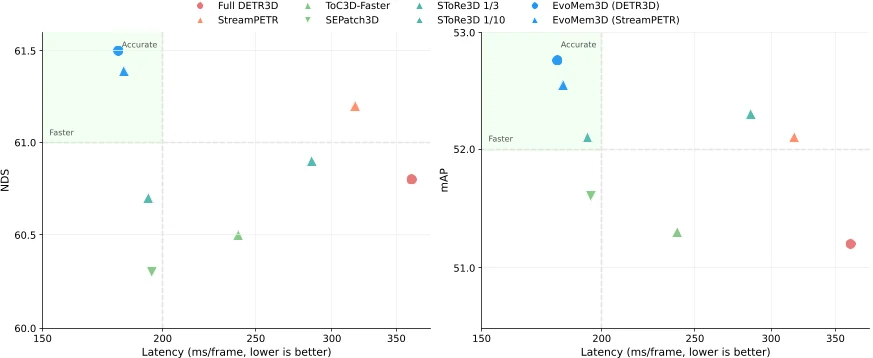 Full DETR3D ToC3D-Faster SToRe3D 1/3 EvoMem3D (DETR3D)
StreamPETR SEPatch3D SToRe3D 1/10 EvoMem3D (StreamPETR)
61.5
61.0
60.5
60.0
NDS
Accurate
Faster
150 200 250 300 350
Latency (ms/frame, lower is better)
53.0
52.0
51.0
mAP
Accurate
Faster
150 200 250 300 350
Latency (ms/frame, lower is better)